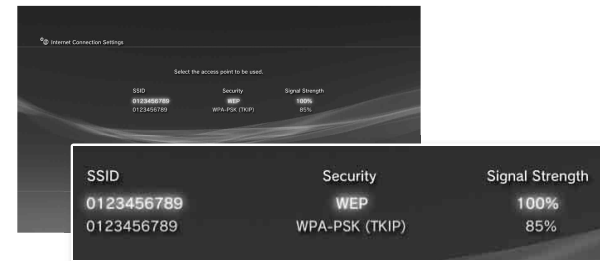 Internet Connection Settings
Select the access point to be used.
SSID Security Signal Strength
0123456789 WEP 100%
0123456789 WPA-PSK (TKIP) 85%
SSID Security Signal Strength
0123456789 WEP 100%
0123456789 WPA-PSK (TKIP) 85%